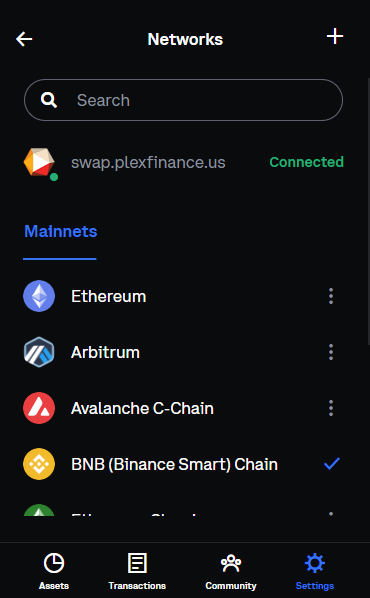 Networks
Search
swap.plexfinance.us
Connected
Mainnets
Ethereum
Arbitrum
Avalanche C-Chain
BNB (Binance Smart) Chain
Assets
Transactions
Community
Settings